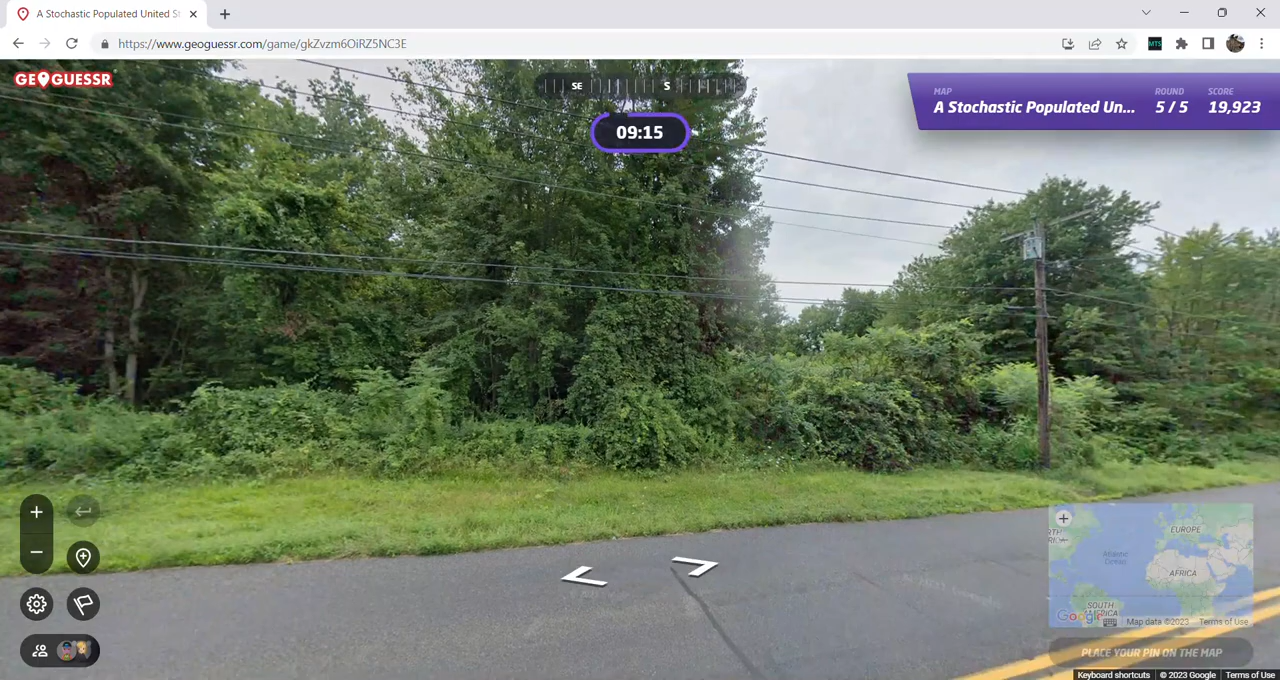 A Stochastic Populated United St
https://www.geoguessr.com/game/gkZvzm6OiRZ5NC3E
MTS
GEOGUESSR
SE
S
09:15
MAP
ROUND
SCORE
A Stochastic Populated Un...
5 / 5
19,923
EUROPE
Atlantic
Ocean
AFRICA
SOUTH
AMERICA
Google
Map data ©2023
Terms of Use
PLACE YOUR PIN ON THE MAP
Keyboard shortcuts
© 2023 Google
Terms of Use